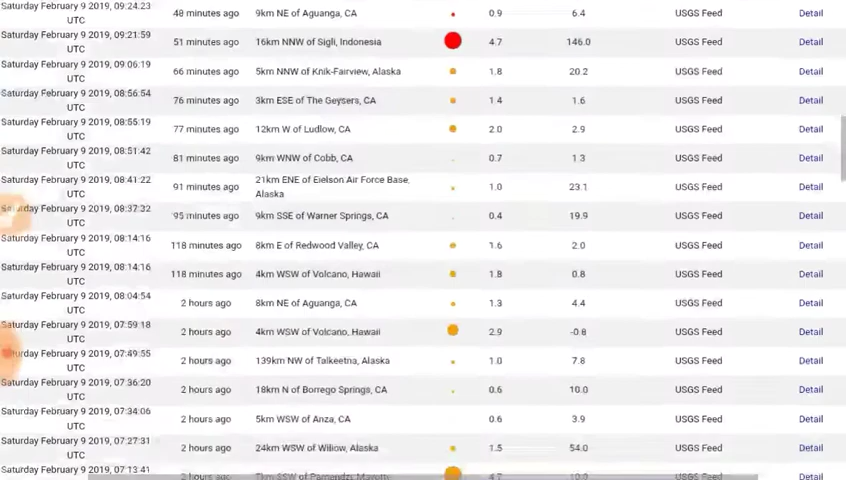 Saturday February 9 2019, 09:24:23 UTC 48 minutes ago 9km NE of Aguanga, CA 0.9 6.4 USGS Feed Detail
Saturday February 9 2019, 09:21:59 UTC 51 minutes ago 16km NNW of Sigli, Indonesia 4.7 146.0 USGS Feed Detail
Saturday February 9 2019, 09:06:19 UTC 66 minutes ago 5km NNW of Knik-Fairview, Alaska 1.8 20.2 USGS Feed Detail
Saturday February 9 2019, 08:56:54 UTC 76 minutes ago 3km ESE of The Geysers, CA 1.4 1.6 USGS Feed Detail
Saturday February 9 2019, 08:55:19 UTC 77 minutes ago 12km W of Ludlow, CA 2.0 2.9 USGS Feed Detail
Saturday February 9 2019, 08:51:42 UTC 81 minutes ago 9km WNW of Cobb, CA 0.7 1.3 USGS Feed Detail
Saturday February 9 2019, 08:41:22 UTC 91 minutes ago 21km ENE of Eielson Air Force Base, Alaska 1.0 23.1 USGS Feed Detail
Saturday February 9 2019, 08:37:32 UTC 95 minutes ago 9km SSE of Warner Springs, CA 0.4 19.9 USGS Feed Detail
Saturday February 9 2019, 08:14:16 UTC 118 minutes ago 8km E of Redwood Valley, CA 1.6 2.0 USGS Feed Detail
Saturday February 9 2019, 08:14:16 UTC 118 minutes ago 4km WSW of Volcano, Hawaii 1.8 0.8 USGS Feed Detail
Saturday February 9 2019, 08:04:54 UTC 2 hours ago 8km NE of Aguanga, CA 1.3 4.4 USGS Feed Detail
Saturday February 9 2019, 07:59:18 UTC 2 hours ago 4km WSW of Volcano, Hawaii 2.9 -0.8 USGS Feed Detail
Saturday February 9 2019, 07:49:55 UTC 2 hours ago 139km NW of Talkeetna, Alaska 1.0 7.8 USGS Feed Detail
Saturday February 9 2019, 07:36:20 UTC 2 hours ago 18km N of Borrego Springs, CA 0.6 10.0 USGS Feed Detail
Saturday February 9 2019, 07:34:06 UTC 2 hours ago 5km WSW of Anza, CA 0.6 3.9 USGS Feed Detail
Saturday February 9 2019, 07:27:31 UTC 2 hours ago 24km WSW of Willow, Alaska 1.5 54.0 USGS Feed Detail
Saturday February 9 2019, 07:13:41 2 hours ago 7km SSW of Pamandzi, Mayotte 4.7 10.0 USGS Feed Detail